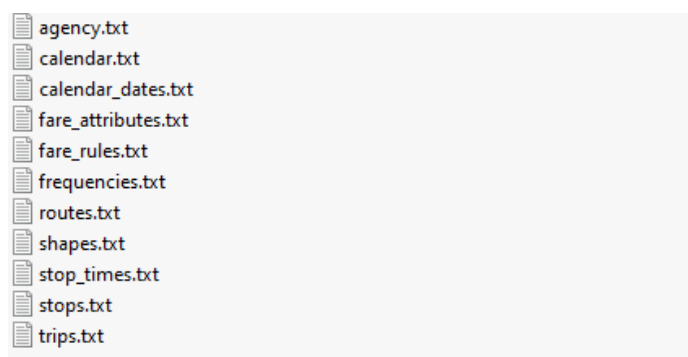 agency.txt
calendar.txt
calendar_dates.txt
fare_attributes.txt
fare_rules.txt
frequencies.txt
routes.txt
shapes.txt
stop_times.txt
stops.txt
trips.txt